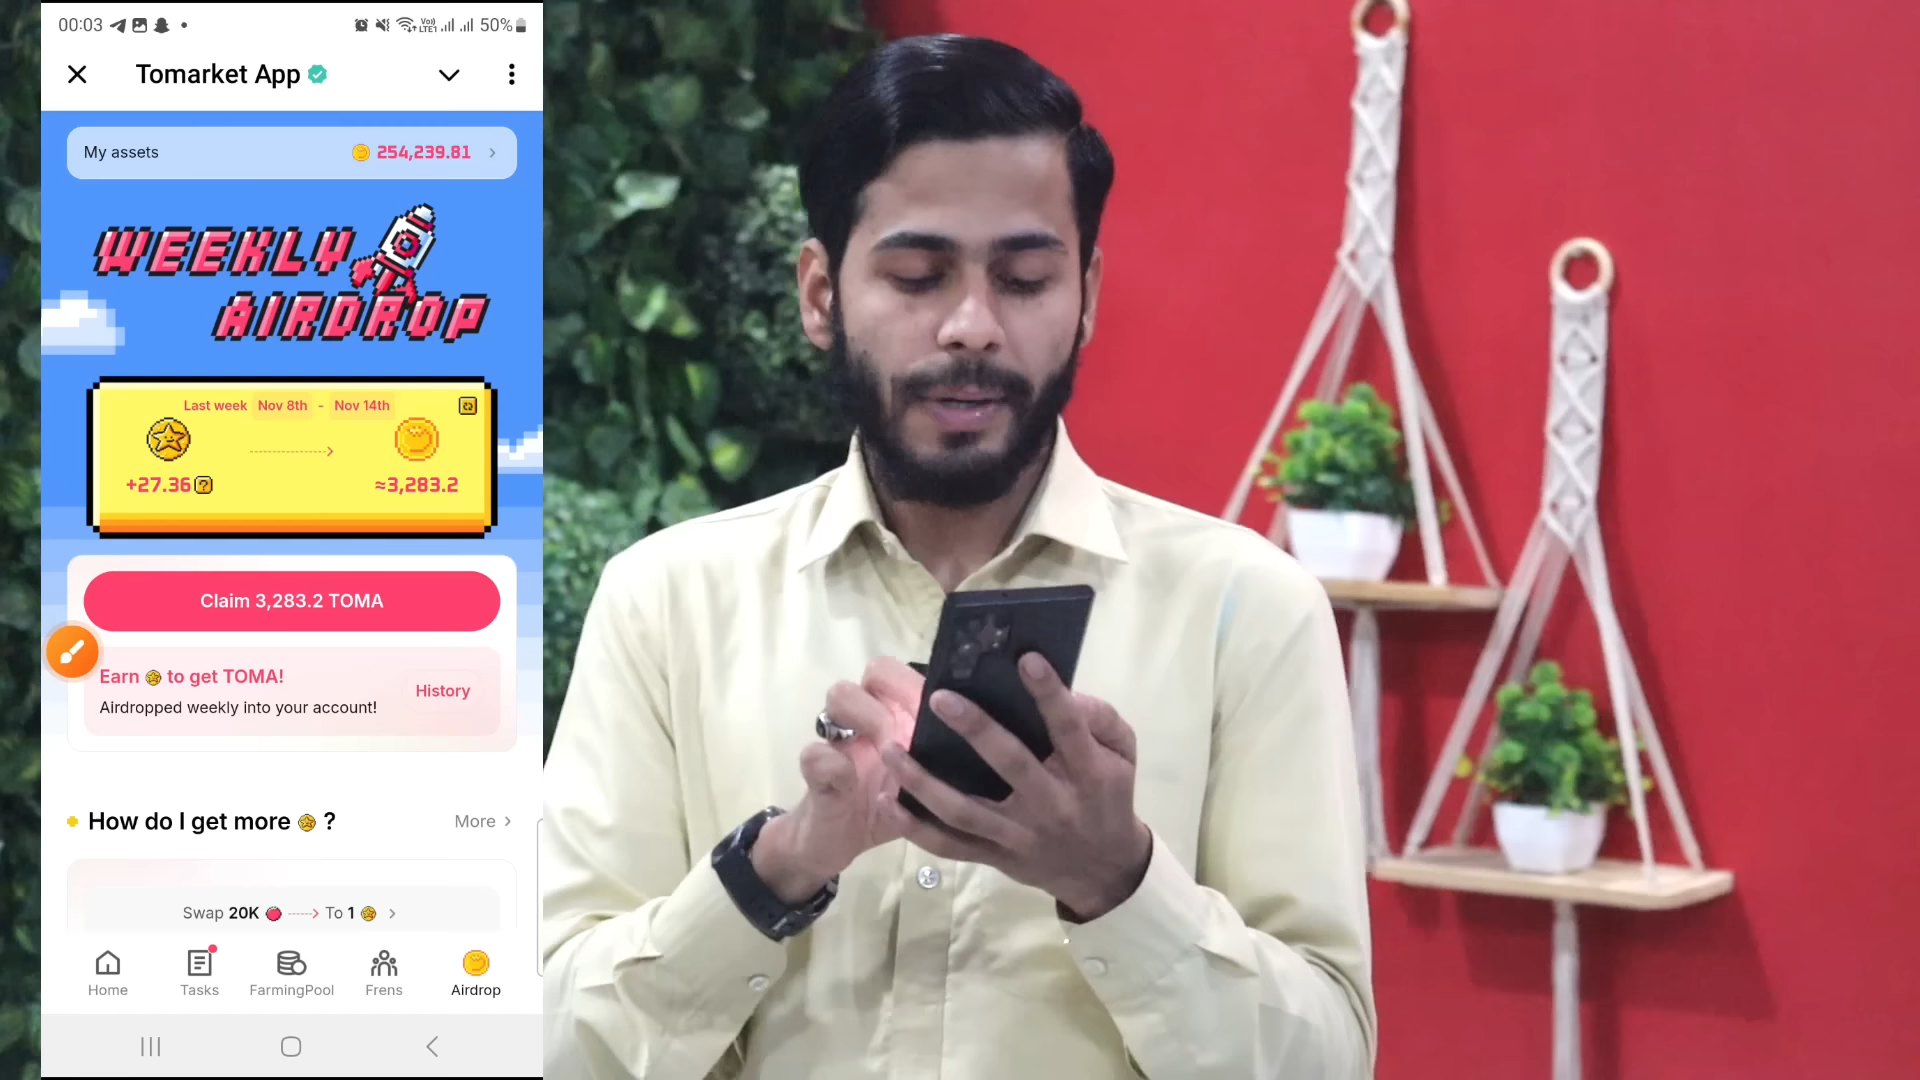 00:03
Vo)) LTE1 50%
Tomarket App
My assets 254,239.81
WEEKLY
AIRDROP
Last week Nov 8th - Nov 14th
+27.36 ? ≈3,283.2
Claim 3,283.2 TOMA
Earn to get TOMA!
Airdropped weekly into your account!
History
How do I get more ?
More
Swap 20K To 1
Home Tasks FarmingPool Frens Airdrop